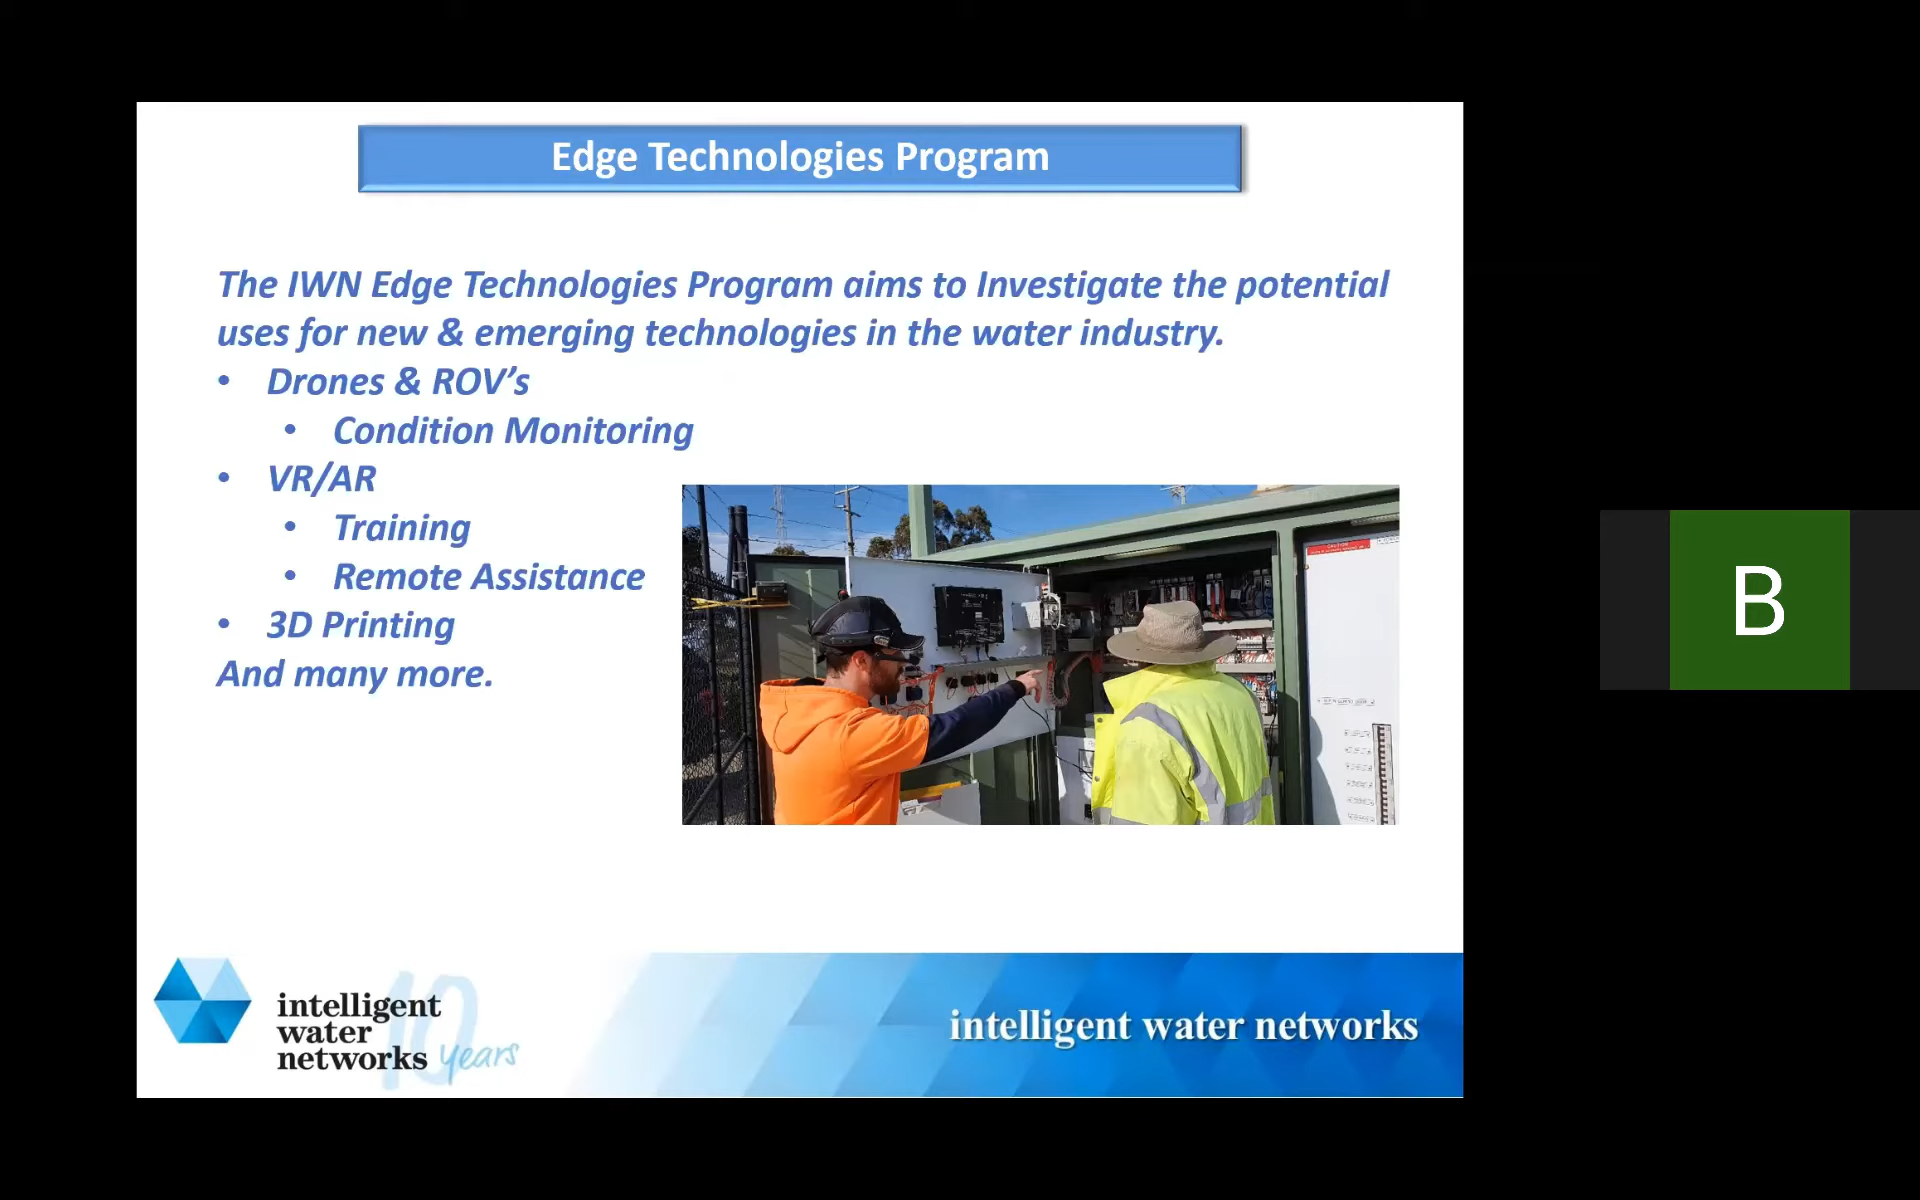 Edge Technologies Program
The IWN Edge Technologies Program aims to Investigate the potential
uses for new & emerging technologies in the water industry.
• Drones & ROV's
• Condition Monitoring
• VR/AR
• Training
• Remote Assistance
• 3D Printing
And many more.
B
intelligent
water
networks
10 years
intelligent water networks